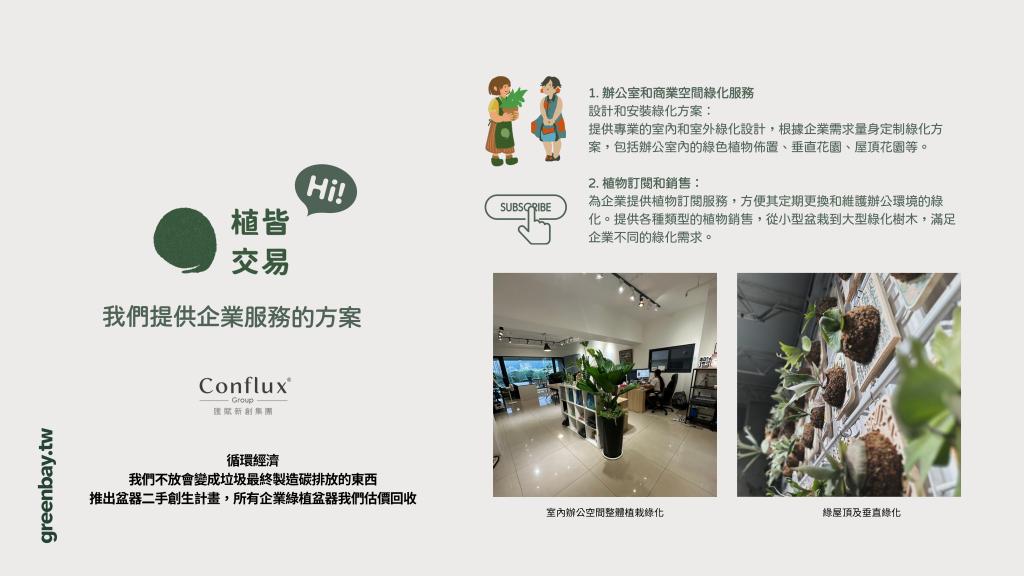 Hi!
植皆
交易
我們提供企業服務的方案
Conflux®
Group
匯賦新創集團
循環經濟
我們不放會變成垃圾最終製造碳排放的東西
推出盆器二手創生計畫，所有企業綠植盆器我們估價回收
greenbay.tw
1. 辦公室和商業空間綠化服務
設計和安裝綠化方案：
提供專業的室內和室外綠化設計，根據企業需求量身定制綠化方
案，包括辦公室內的綠色植物佈置、垂直花園、屋頂花園等。
SUBSCRIBE
2. 植物訂閱和銷售：
為企業提供植物訂閱服務，方便其定期更換和維護辦公環境的綠
化。提供各種類型的植物銷售，從小型盆栽到大型綠化樹木，滿足
企業不同的綠化需求。
室內辦公空間整體植栽綠化
綠屋頂及垂直綠化